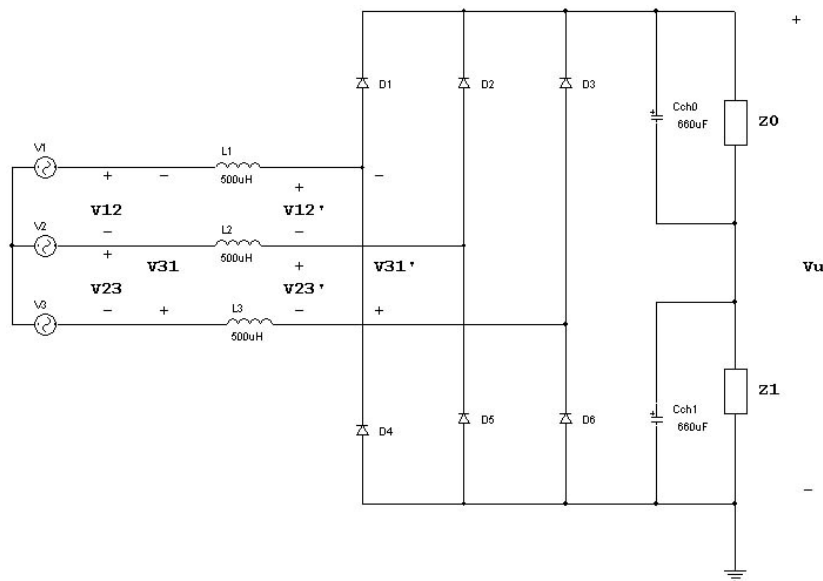 +
D1
D2
D3
Cch0
660uF
Z0
V1
L1
500uH
+
−
+
−
V12
V12'
V2
L2
500uH
−
−
+
+
V31
V31'
Vu
V23
V23'
V3
L3
500uH
−
+
−
+
Z1
Cch1
660uF
D4
D5
D6
−